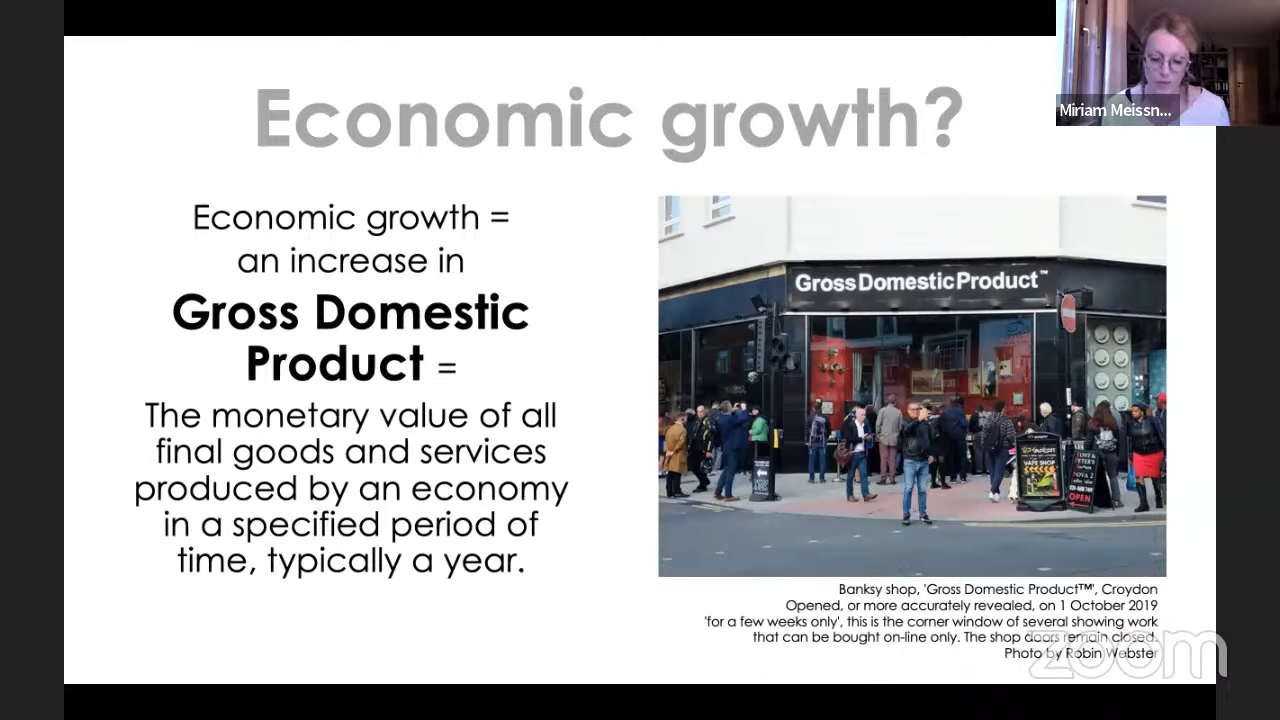 Economic growth?
Miriam Meissn...
Economic growth =
an increase in
Gross Domestic
Product =
The monetary value of all
final goods and services
produced by an economy
in a specified period of
time, typically a year.
GrossDomesticProduct™
VAPE SHOP
OPEN
Banksy shop, 'Gross Domestic Product™', Croydon
Opened, or more accurately revealed, on 1 October 2019
'for a few weeks only', this is the corner window of several showing work
that can be bought on-line only. The shop doors remain closed.
Photo by Robin Webster
zoom